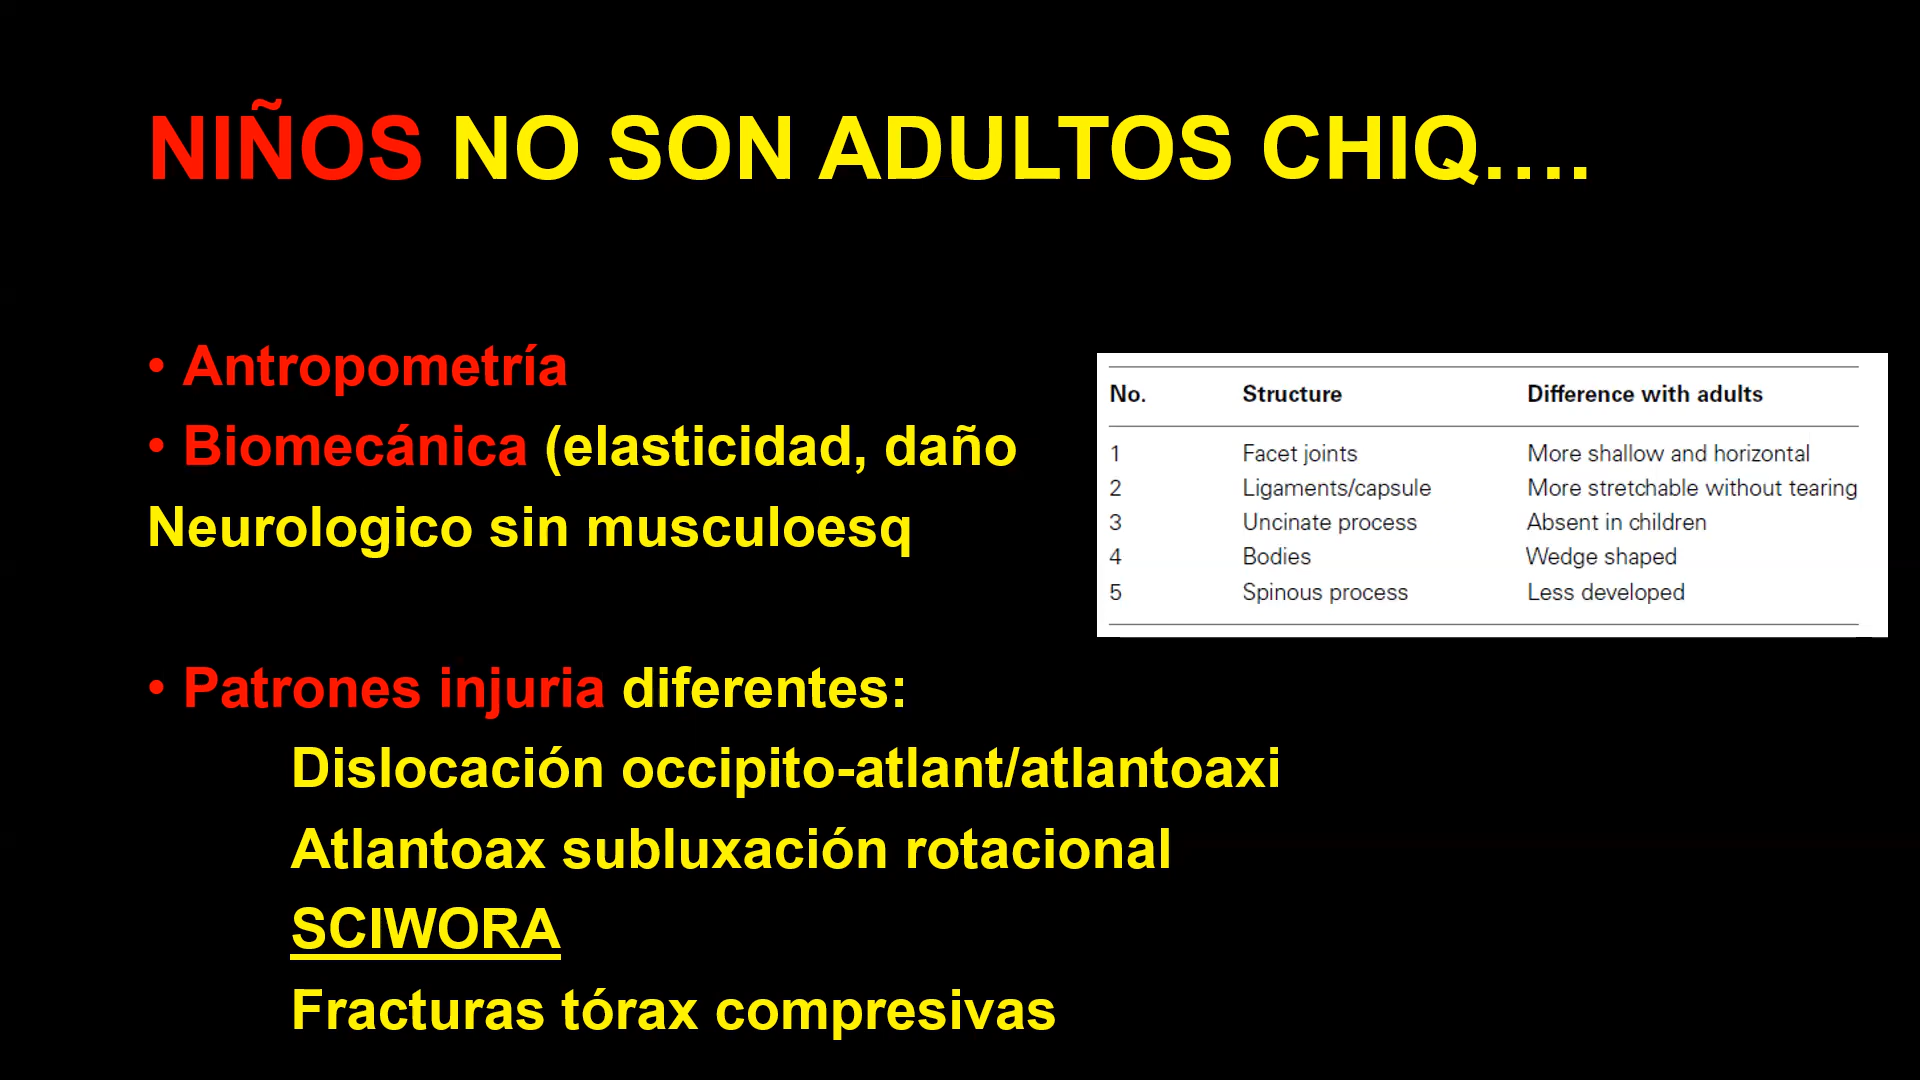 NIÑOS NO SON ADULTOS CHIQ....
• Antropometría
• Biomecánica (elasticidad, daño
Neurologico sin musculoesq
• Patrones injuria diferentes:
Dislocación occipito-atlant/atlantoaxi
Atlantoax subluxación rotacional
SCIWORA
Fracturas tórax compresivas
No. Structure Difference with adults
1 Facet joints More shallow and horizontal
2 Ligaments/capsule More stretchable without tearing
3 Uncinate process Absent in children
4 Bodies Wedge shaped
5 Spinous process Less developed